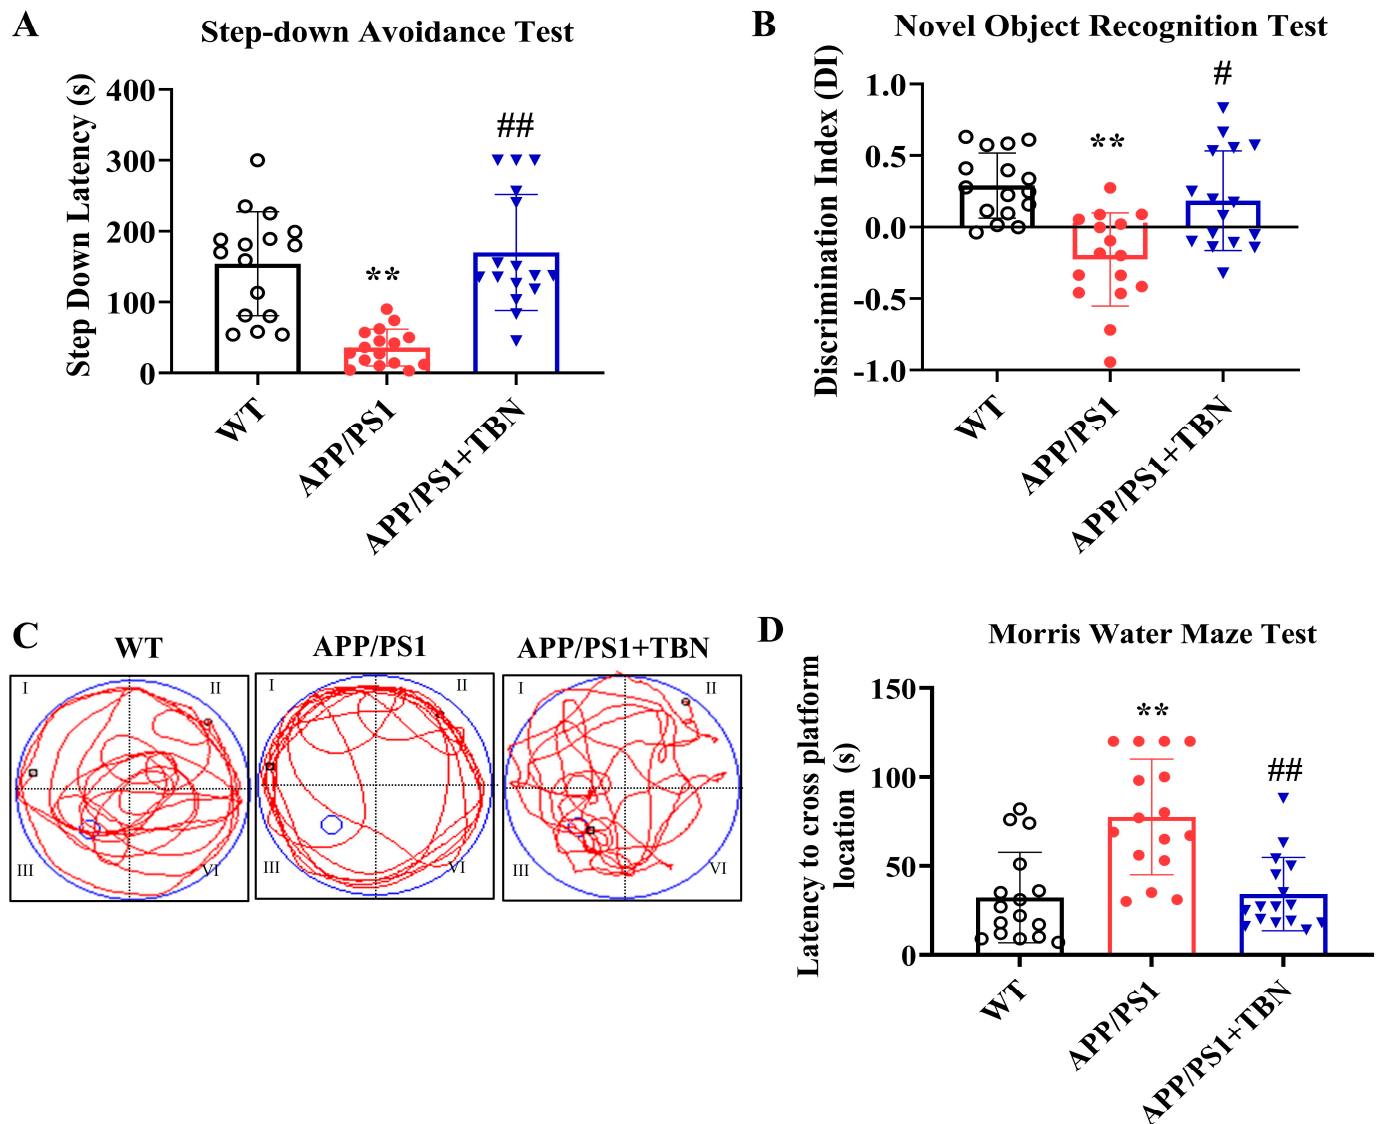 A
Step-down Avoidance Test
Step Down Latency (s)
400
300
200
100
0
**
##
WT
APP/PS1
APP/PS1+TBN
B
Novel Object Recognition Test
Discrimination Index (DI)
1.0
0.5
0.0
-0.5
-1.0
**
#
WT
APP/PS1
APP/PS1+TBN
C
WT
I
II
III
VI
APP/PS1
I
II
III
VI
APP/PS1+TBN
I
II
III
VI
D
Morris Water Maze Test
Latency to cross platform
location (s)
150
100
50
0
**
##
WT
APP/PS1
APP/PS1+TBN